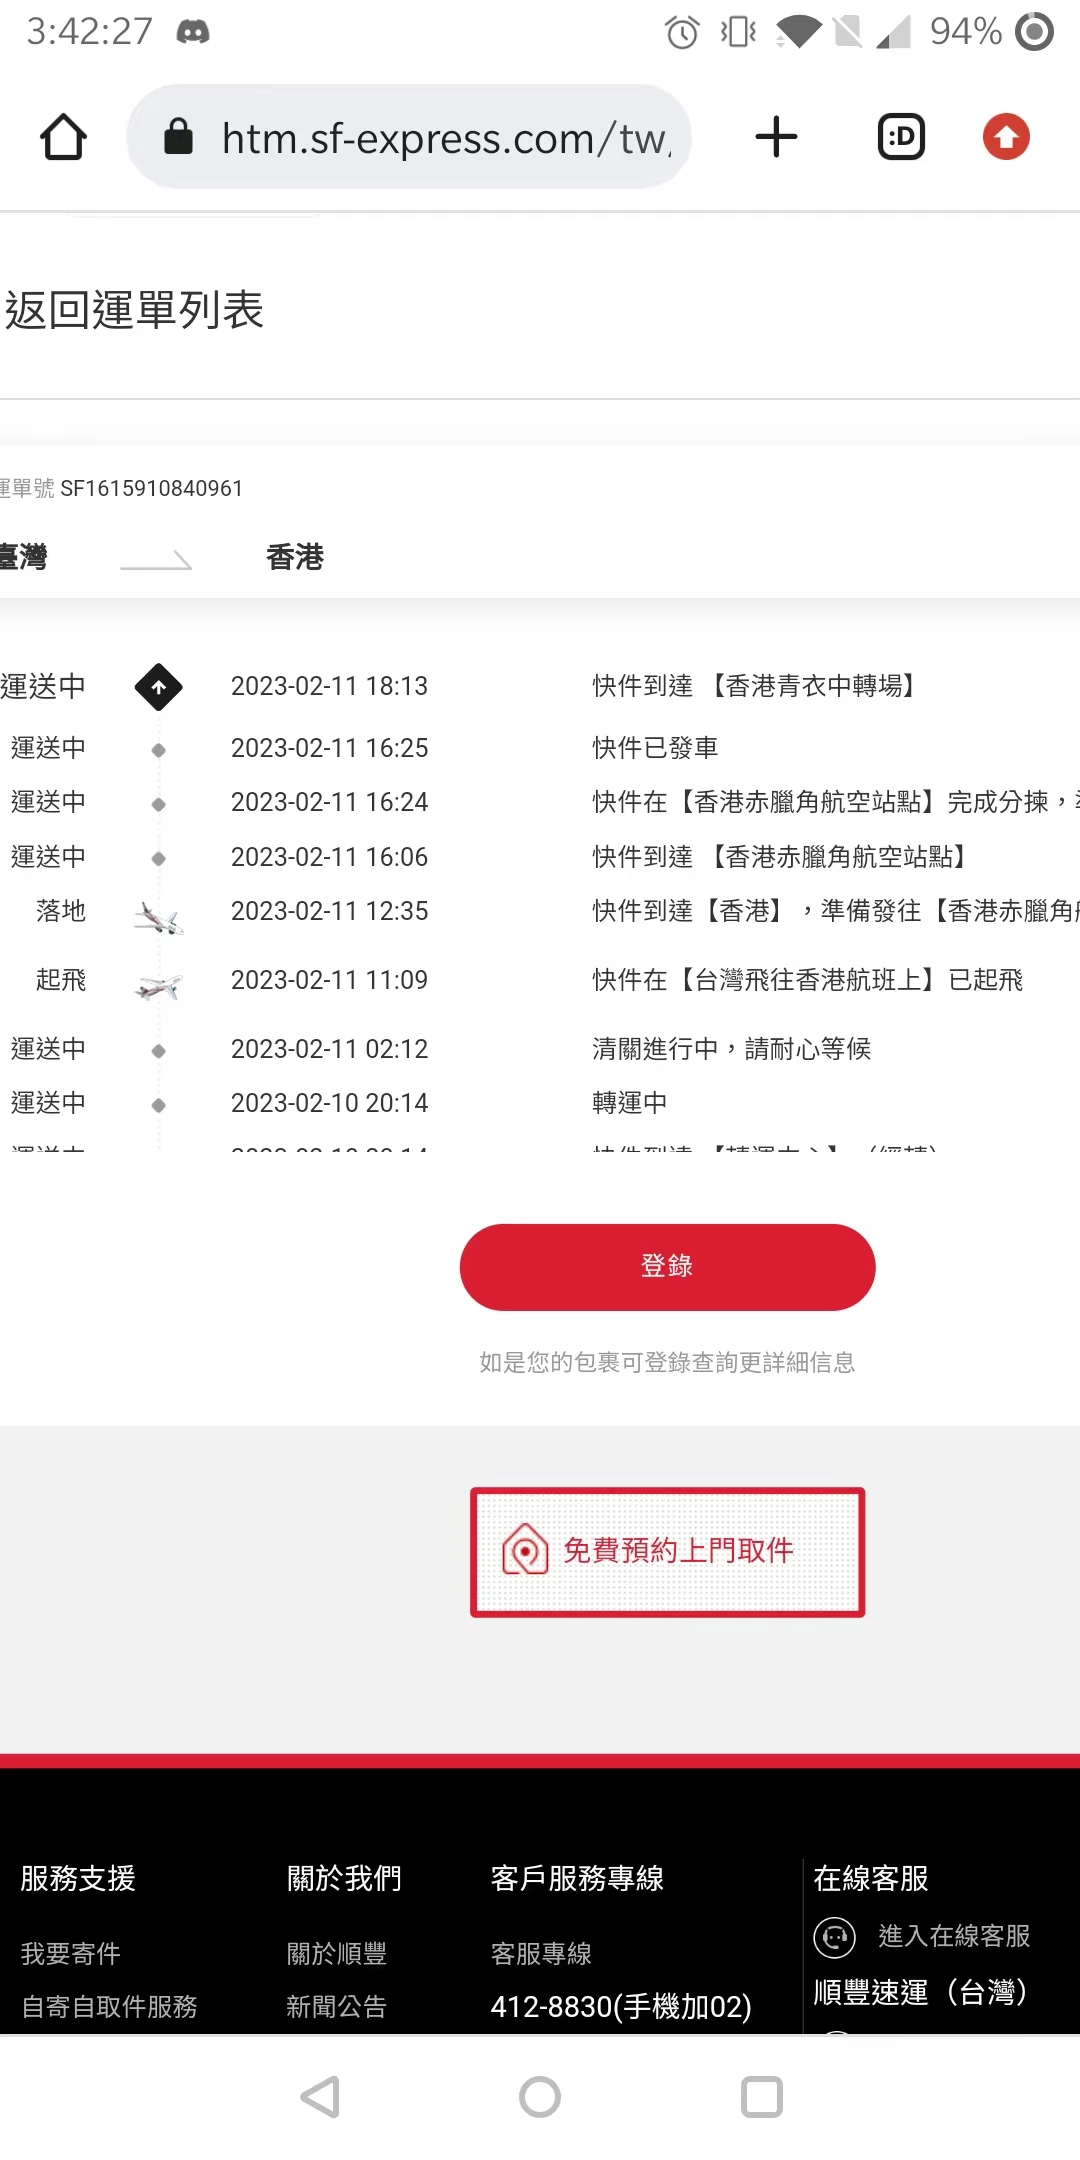 3:42:27 94%
htm.sf-express.com/tw, :D
返回運單列表
運單號 SF1615910840961
臺灣 香港
運送中 2023-02-11 18:13 快件到達 【香港青衣中轉場】
運送中 2023-02-11 16:25 快件已發車
運送中 2023-02-11 16:24 快件在【香港赤鱲角航空站點】完成分揀，
運送中 2023-02-11 16:06 快件到達 【香港赤鱲角航空站點】
落地 2023-02-11 12:35 快件到達【香港】，準備發往【香港赤鱲角
起飛 2023-02-11 11:09 快件在【台灣飛往香港航班上】已起飛
運送中 2023-02-11 02:12 清關進行中，請耐心等候
運送中 2023-02-10 20:14 轉運中
登錄
如是您的包裹可登錄查詢更詳細信息
免費預約上門取件
服務支援 關於我們 客戶服務專線 在線客服
我要寄件 關於順豐 客服專線 進入在線客服
自寄自取件服務 新聞公告 412-8830(手機加02) 順豐速運（台灣）